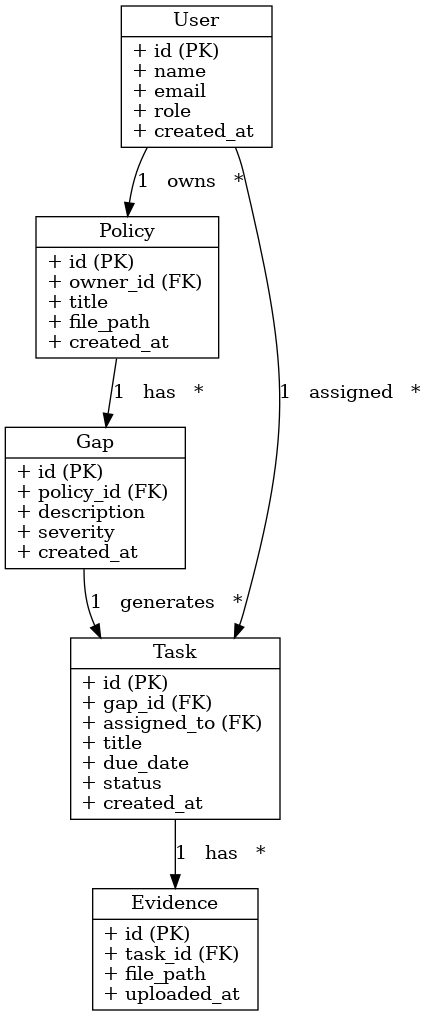 User
+ id (PK)
+ name
+ email
+ role
+ created_at
1 owns *
Policy
+ id (PK)
+ owner_id (FK)
+ title
+ file_path
+ created_at
1 has *
1 assigned *
Gap
+ id (PK)
+ policy_id (FK)
+ description
+ severity
+ created_at
1 generates *
Task
+ id (PK)
+ gap_id (FK)
+ assigned_to (FK)
+ title
+ due_date
+ status
+ created_at
1 has *
Evidence
+ id (PK)
+ task_id (FK)
+ file_path
+ uploaded_at